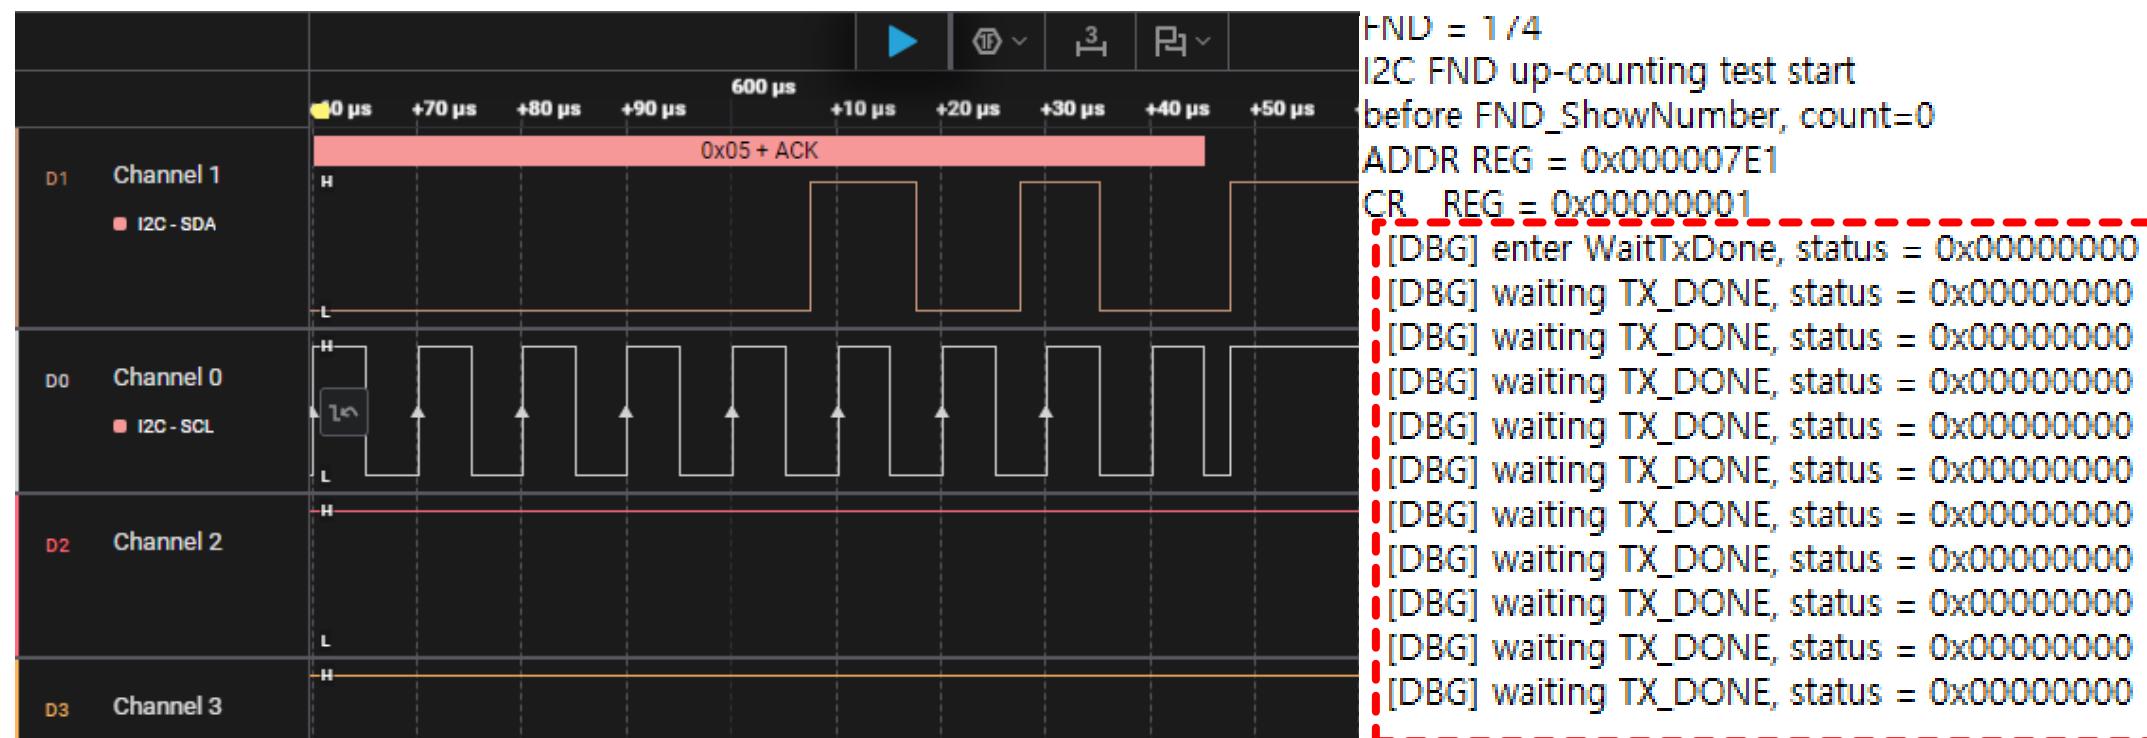 600 µs
+70 µs +80 µs +90 µs +10 µs +20 µs +30 µs +40 µs +50 µs
0x05 + ACK
D1 Channel 1 H
I2C - SDA
L
H
D0 Channel 0
I2C - SCL
L
H
D2 Channel 2
L
H
D3 Channel 3
FND = 174
I2C FND up-counting test start
before FND_ShowNumber, count=0
ADDR REG = 0x000007E1
CR REG = 0x00000001
[DBG] enter WaitTxDone, status = 0x00000000
[DBG] waiting TX_DONE, status = 0x00000000
[DBG] waiting TX_DONE, status = 0x00000000
[DBG] waiting TX_DONE, status = 0x00000000
[DBG] waiting TX_DONE, status = 0x00000000
[DBG] waiting TX_DONE, status = 0x00000000
[DBG] waiting TX_DONE, status = 0x00000000
[DBG] waiting TX_DONE, status = 0x00000000
[DBG] waiting TX_DONE, status = 0x00000000
[DBG] waiting TX_DONE, status = 0x00000000
[DBG] waiting TX_DONE, status = 0x00000000